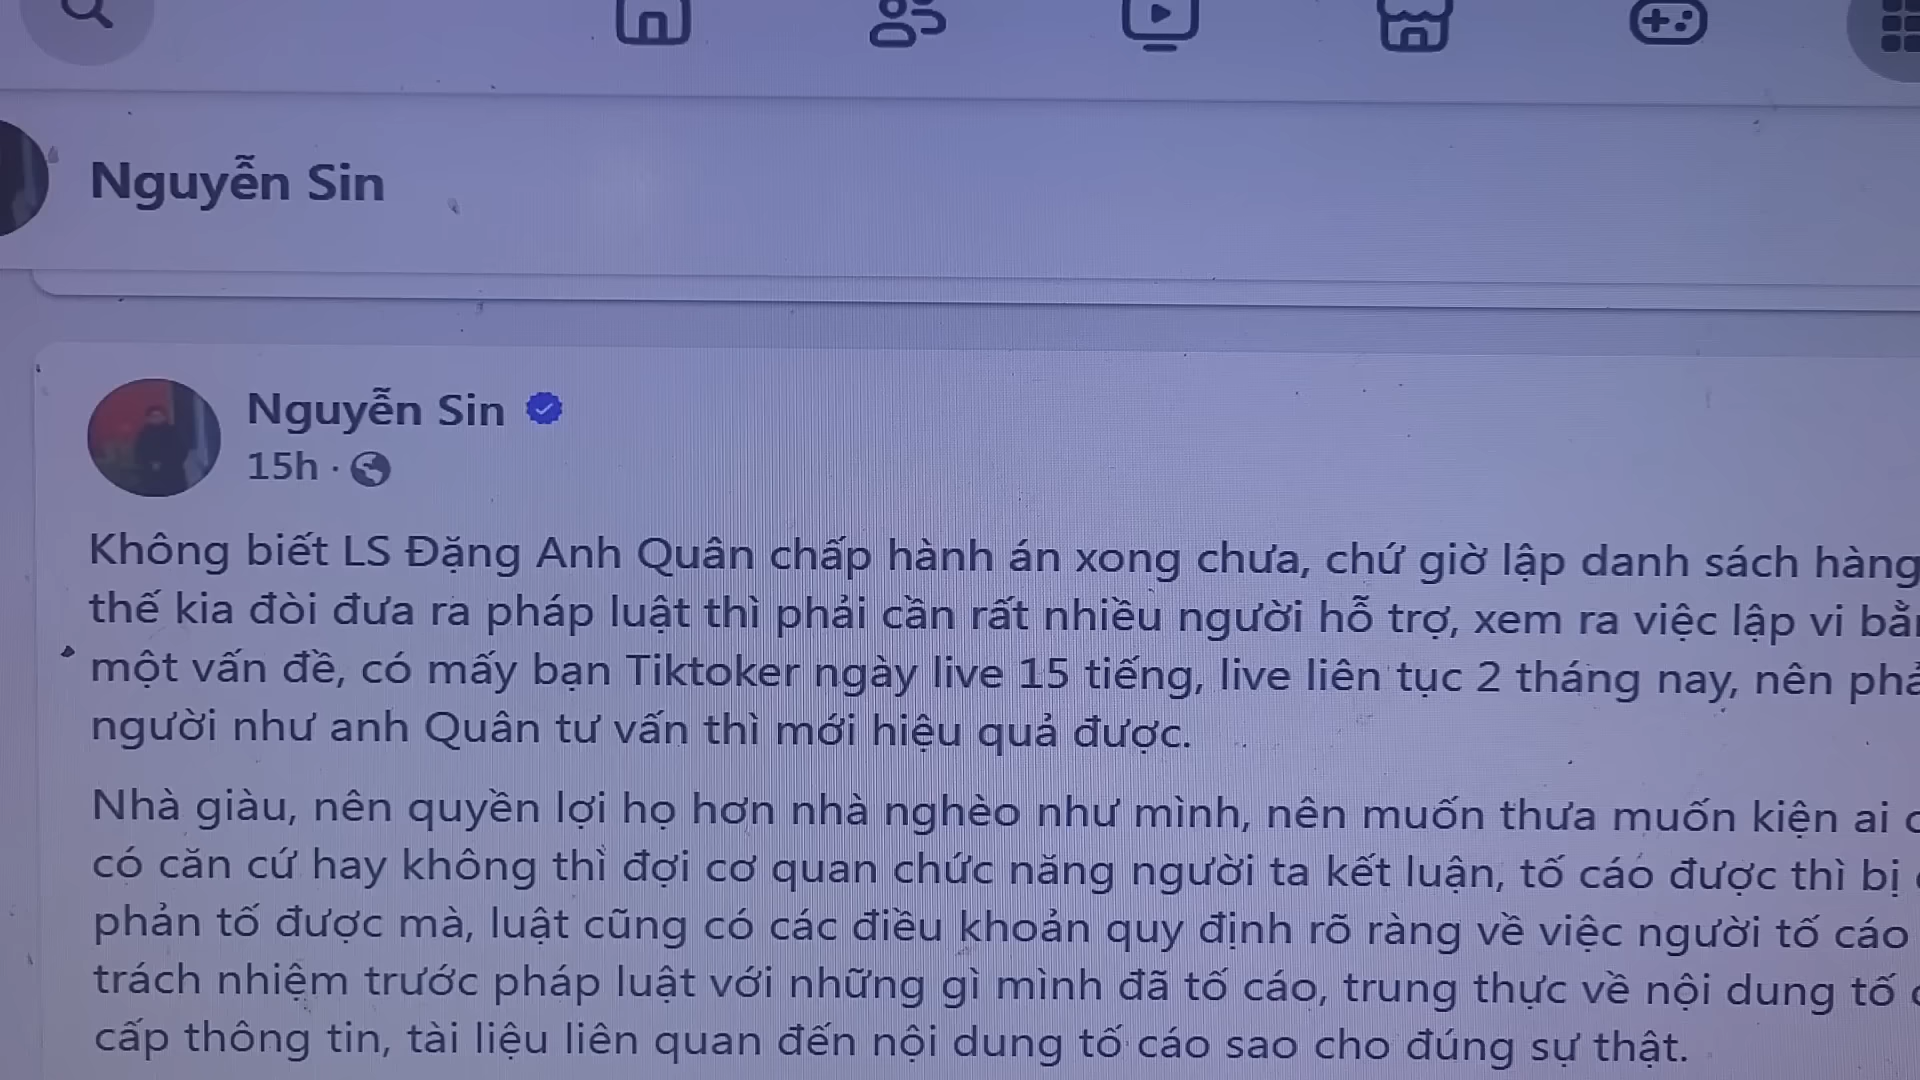 Nguyễn Sin
Nguyễn Sin
15h ·
Không biết LS Đặng Anh Quân chấp hành án xong chưa, chứ giờ lập danh sách hàng
thế kia đòi đưa ra pháp luật thì phải cần rất nhiều người hỗ trợ, xem ra việc lập vi
một vấn đề, có mấy bạn Tiktoker ngày live 15 tiếng, live liên tục 2 tháng nay, nên
người như anh Quân tư vấn thì mới hiệu quả được.
Nhà giàu, nên quyền lợi họ hơn nhà nghèo như mình, nên muốn thưa muốn kiện ai
có căn cứ hay không thì đợi cơ quan chức năng người ta kết luận, tố cáo được thì bị
phản tố được mà, luật cũng có các điều khoản quy định rõ ràng về việc người tố cáo
trách nhiệm trước pháp luật với những gì mình đã tố cáo, trung thực về nội dung tố
cấp thông tin, tài liệu liên quan đến nội dung tố cáo sao cho đúng sự thật.